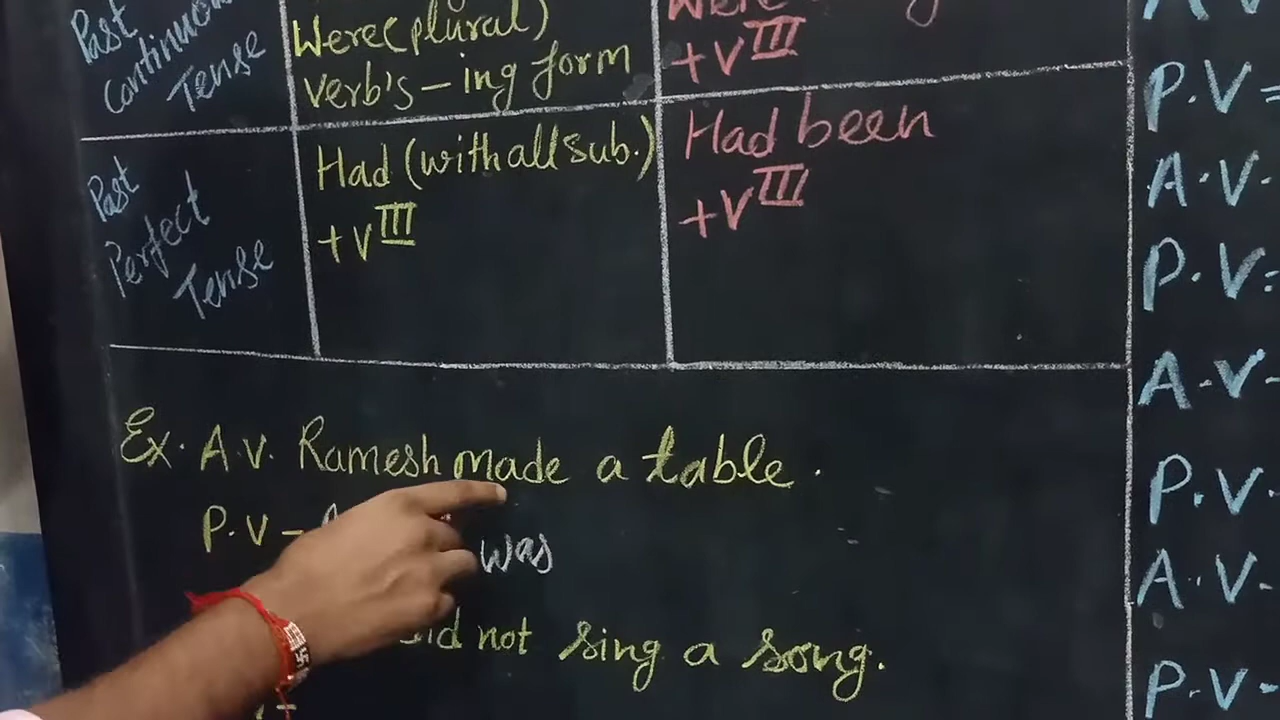 Past
Continuous
Tense
Were (plural)
verb's - ing form
+ V III
Past
Perfect
Tense
Had (with all sub.)
+ V III
Had been
+ V III
Ex. A.V. Ramesh made a table.
P.V - was
did not sing a song.
P.V =
A.V.
P.V =
A.V-
P.V-
A.V-
P.V-